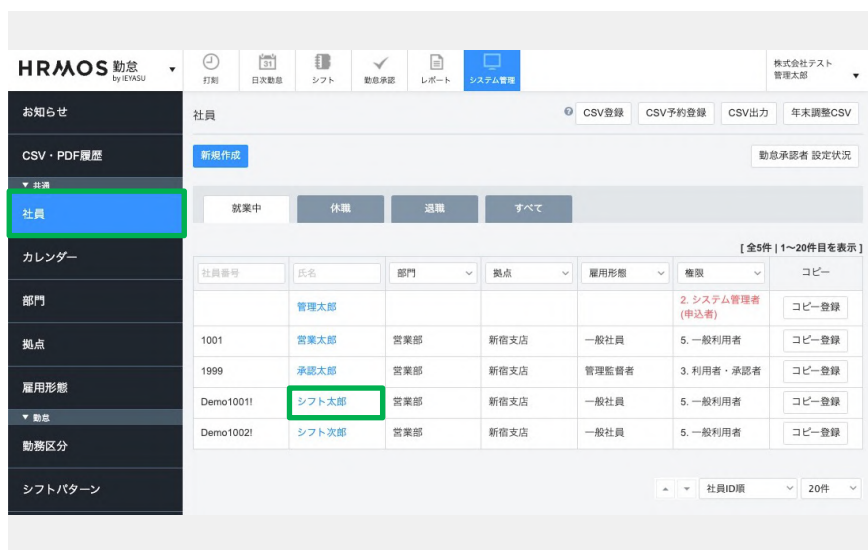 HRMOS 勤怠 ▼
by IEYASU
打刻
31
日次勤怠
シフト
勤怠承認
レポート
システム管理
株式会社テスト
管理太郎 ▼
お知らせ
CSV・PDF履歴
▼ 共通
社員
カレンダー
部門
拠点
雇用形態
▼ 勤怠
勤務区分
シフトパターン
社員
? CSV登録 CSV予約登録 CSV出力 年末調整CSV
新規作成 勤怠承認者 設定状況
就業中 休職 退職 すべて
[ 全5件 | 1〜20件目を表示 ]
社員番号 氏名 部門 拠点 雇用形態 権限 コピー
管理太郎 2. システム管理者 (申込者) コピー登録
1001 営業太郎 営業部 新宿支店 一般社員 5. 一般利用者 コピー登録
1999 承認太郎 営業部 新宿支店 管理監督者 3. 利用者・承認者 コピー登録
Demo1001! シフト太郎 営業部 新宿支店 一般社員 5. 一般利用者 コピー登録
Demo1002! シフト次郎 営業部 新宿支店 一般社員 5. 一般利用者 コピー登録
社員ID順 20件